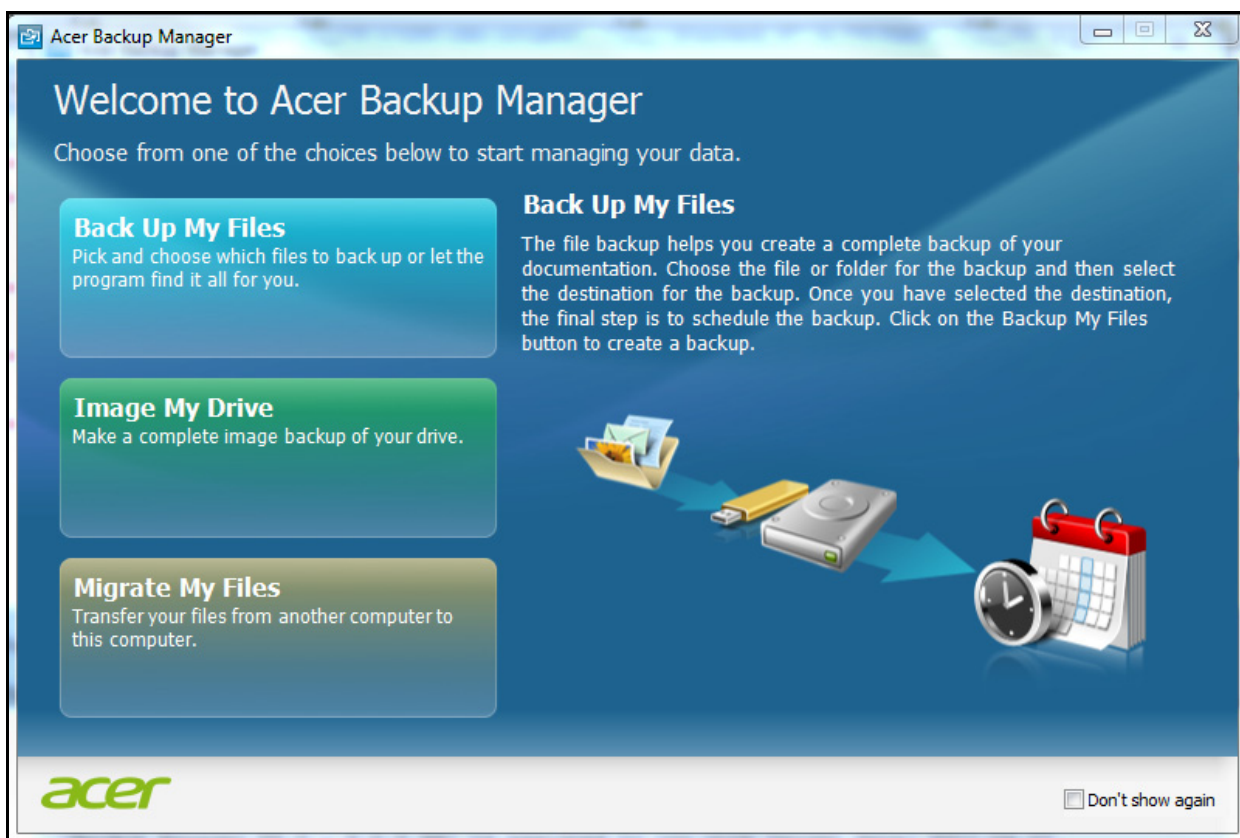 Acer Backup Manager
Welcome to Acer Backup Manager
Choose from one of the choices below to start managing your data.
Back Up My Files
Pick and choose which files to back up or let the
program find it all for you.
Image My Drive
Make a complete image backup of your drive.
Migrate My Files
Transfer your files from another computer to
this computer.
Back Up My Files
The file backup helps you create a complete backup of your
documentation. Choose the file or folder for the backup and then select
the destination for the backup. Once you have selected the destination,
the final step is to schedule the backup. Click on the Backup My Files
button to create a backup.
acer
Don't show again